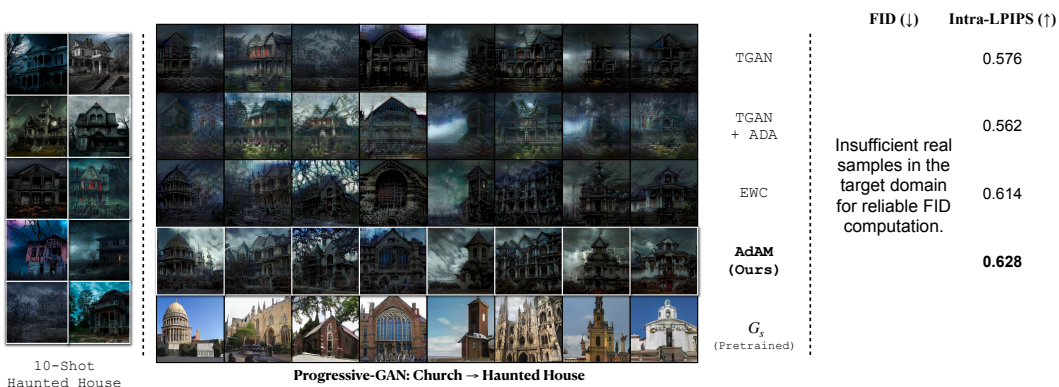 FID (↓) Intra-LPIPS (↑)
TGAN
0.576
TGAN
+ ADA
0.562
Insufficient real
samples in the
target domain
for reliable FID
computation.
EWC
0.614
AdAM
(Ours)
0.628
G_s
(Pretrained)
10-Shot
Haunted House
Progressive-GAN: Church → Haunted House